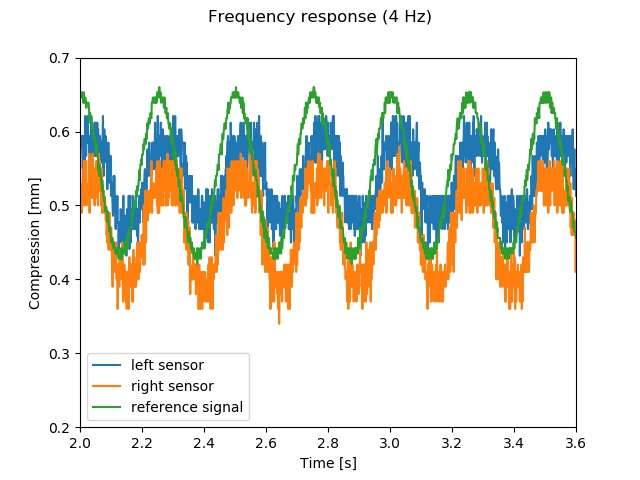 Frequency response (4 Hz)
0.7
0.6
0.5
0.4
0.3
0.2
Compression [mm]
left sensor
right sensor
reference signal
2.0 2.2 2.4 2.6 2.8 3.0 3.2 3.4 3.6
Time [s]